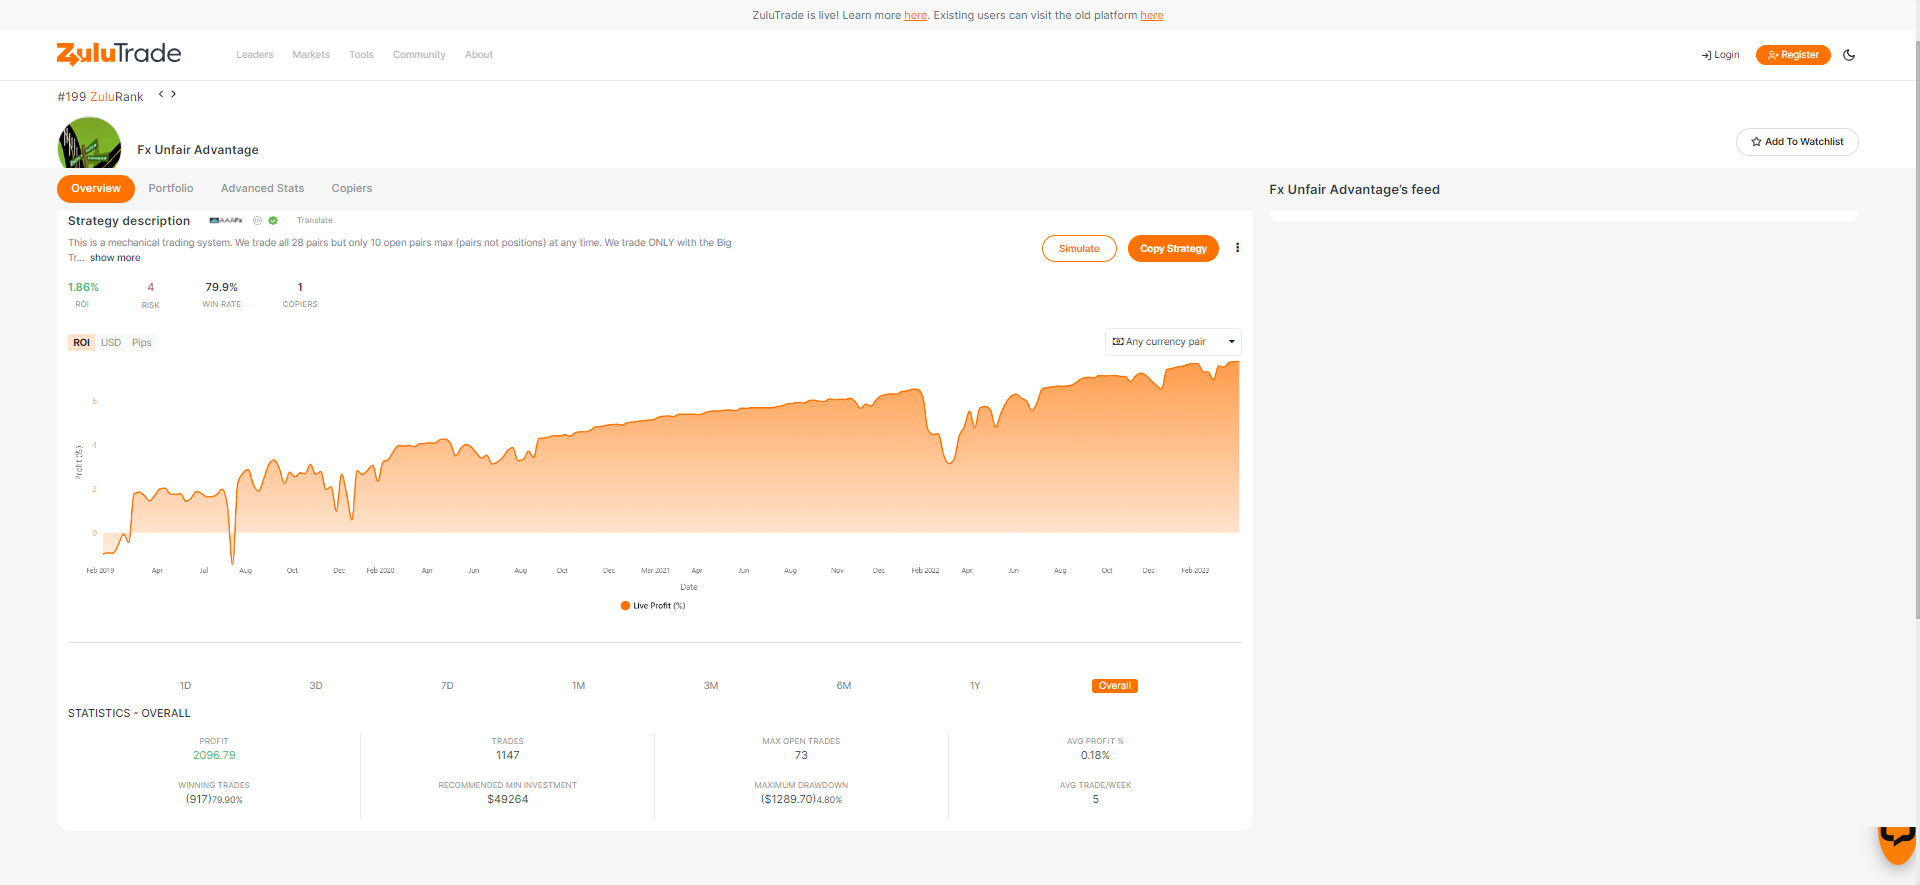 ZuluTrade is live! Learn more here. Existing users can visit the old platform here
ZuluTrade
Leaders Markets Tools Community About
Login Register
#199 ZuluRank
Fx Unfair Advantage
Add To Watchlist
Overview Portfolio Advanced Stats Copiers
Fx Unfair Advantage's feed
Strategy description AAAFx Translate
This is a mechanical trading system. We trade all 28 pairs but only 10 open pairs max (pairs not positions) at any time. We trade ONLY with the Big
Tr... show more
Simulate Copy Strategy
1.86% 4 79.9% 1
ROI RISK WIN RATE COPIERS
ROI USD Pips
Any currency pair
6
4
2
0
Profit (%)
Feb 2019 Apr Jul Aug Oct Dec Feb 2020 Apr Jun Aug Oct Dec Mar 2021 Apr Jun Aug Nov Dec Feb 2022 Apr Jun Aug Oct Dec Feb 2023
Date
Live Profit (%)
1D 3D 7D 1M 3M 6M 1Y Overall
STATISTICS - OVERALL
PROFIT TRADES MAX OPEN TRADES AVG PROFIT %
2096.79 1147 73 0.18%
WINNING TRADES RECOMMENDED MIN INVESTMENT MAXIMUM DRAWDOWN AVG TRADE/WEEK
(917)79.90% $49264 ($1289.70)4.80% 5